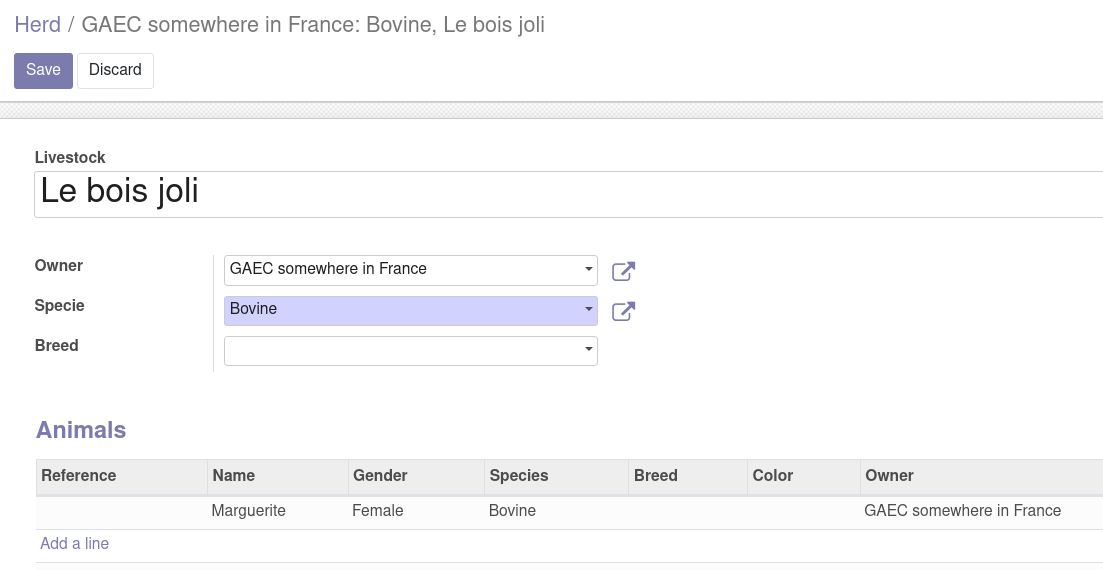 Herd / GAEC somewhere in France: Bovine, Le bois joli
Save Discard
Livestock
Le bois joli
Owner GAEC somewhere in France
Specie Bovine
Breed
Animals
Reference Name Gender Species Breed Color Owner
Marguerite Female Bovine GAEC somewhere in France
Add a line